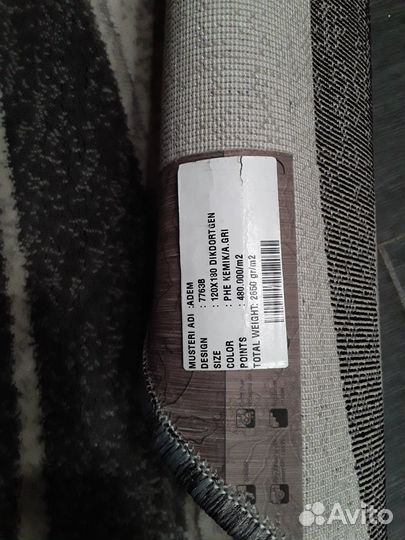 MUSTERI ADI :ADEM
DESIGN : 7763B
SIZE : 120X180 DIKDORTGEN
COLOR : PHE KEMIK/A.GRI
POINTS : 480.000/m2
TOTAL WEIGHT: 2650 gr/m2
Avito